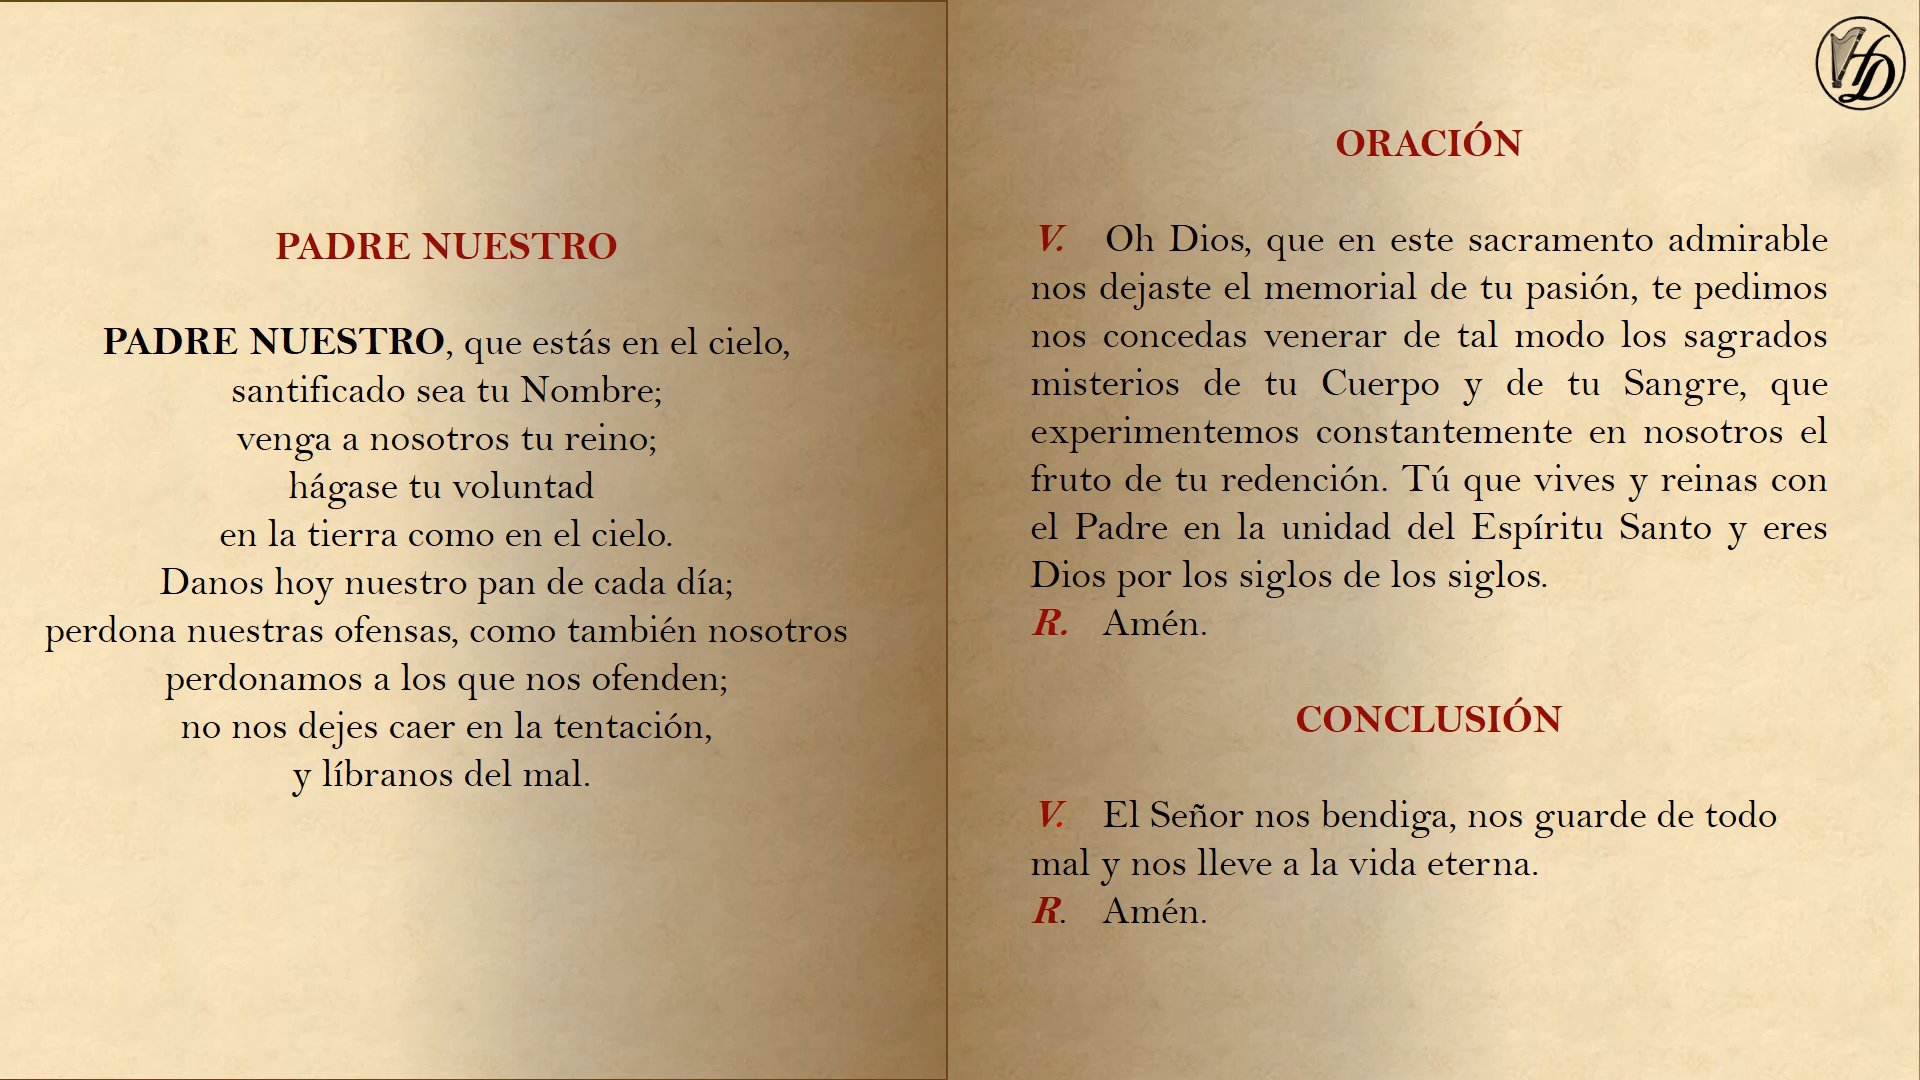 PADRE NUESTRO
PADRE NUESTRO, que estás en el cielo,
santificado sea tu Nombre;
venga a nosotros tu reino;
hágase tu voluntad
en la tierra como en el cielo.
Danos hoy nuestro pan de cada día;
perdona nuestras ofensas, como también nosotros
perdonamos a los que nos ofenden;
no nos dejes caer en la tentación,
y líbranos del mal.
HD
ORACIÓN
V. Oh Dios, que en este sacramento admirable
nos dejaste el memorial de tu pasión, te pedimos
nos concedas venerar de tal modo los sagrados
misterios de tu Cuerpo y de tu Sangre, que
experimentemos constantemente en nosotros el
fruto de tu redención. Tú que vives y reinas con
el Padre en la unidad del Espíritu Santo y eres
Dios por los siglos de los siglos.
R. Amén.
CONCLUSIÓN
V. El Señor nos bendiga, nos guarde de todo
mal y nos lleve a la vida eterna.
R. Amén.